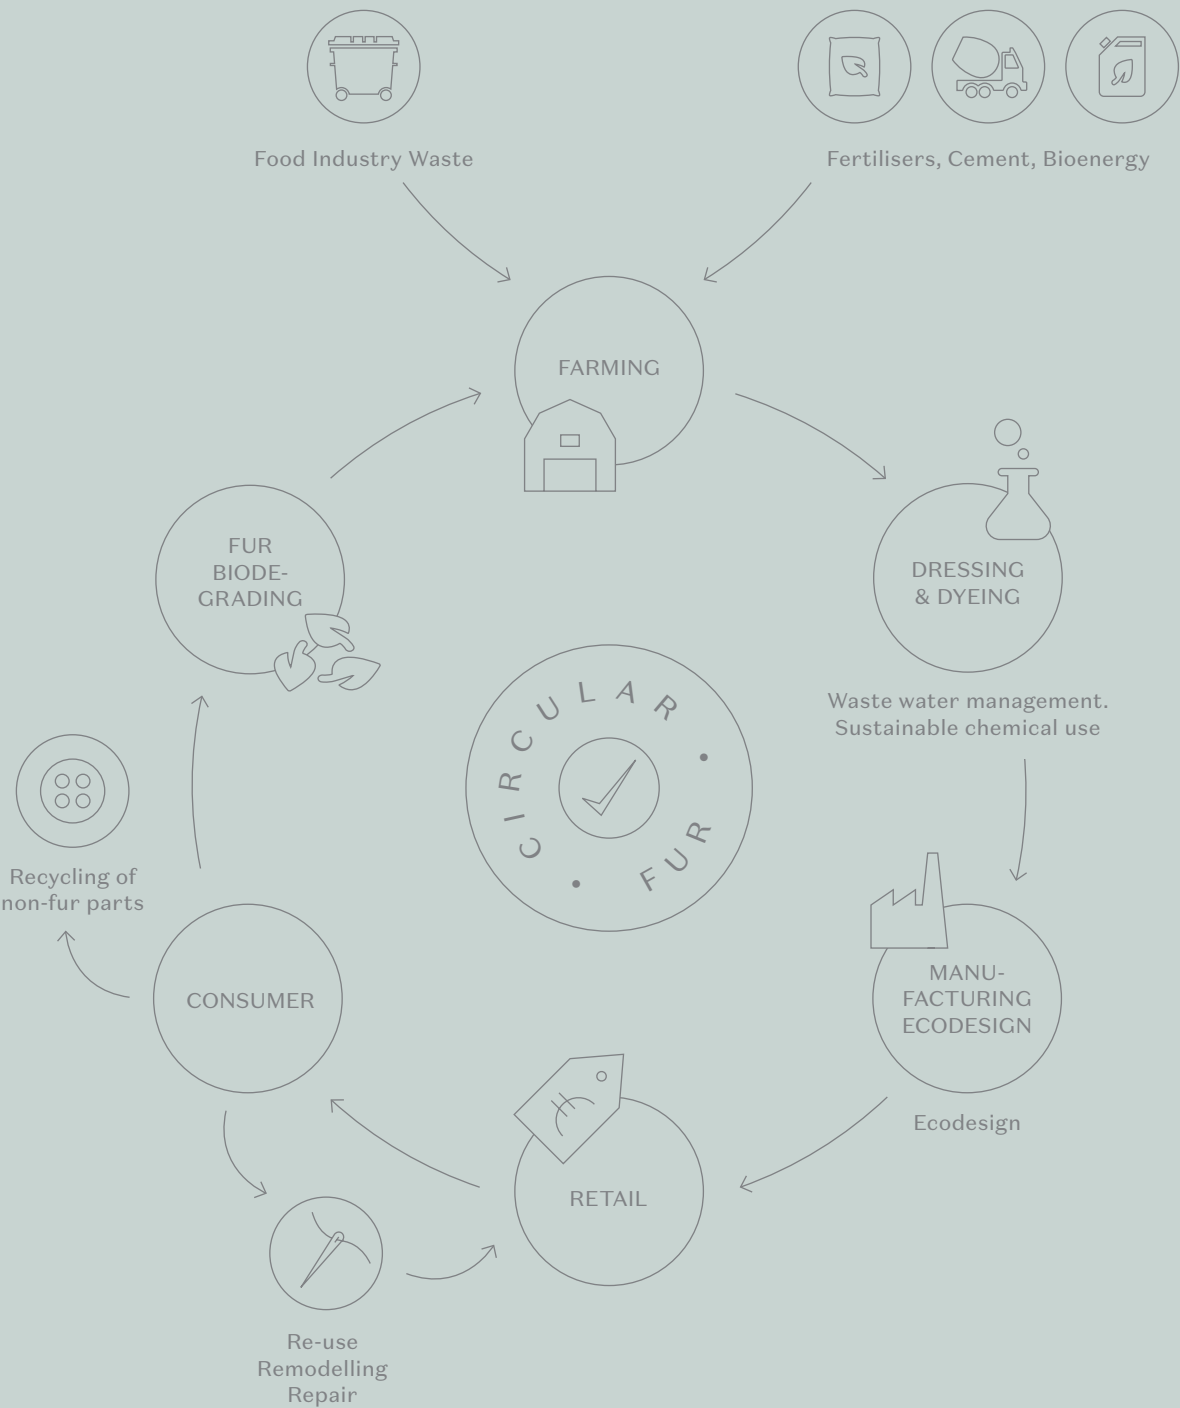 Food Industry Waste
Fertilisers, Cement, Bioenergy
FARMING
FUR
BIODE-
GRADING
DRESSING
& DYEING
Waste water management.
Sustainable chemical use
CIRCULAR • FUR •
Recycling of
non-fur parts
CONSUMER
MANU-
FACTURING
ECODESIGN
Ecodesign
RETAIL
Re-use
Remodelling
Repair